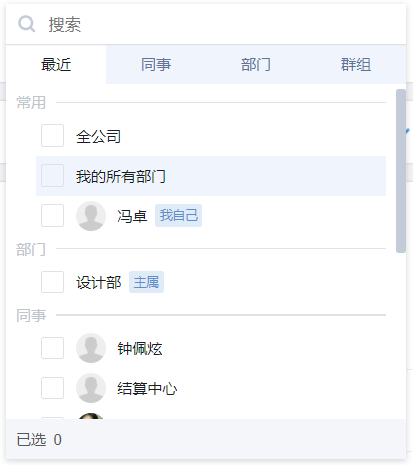 搜索
最近 同事 部门 群组
常用
全公司
我的所有部门
冯卓 我自己
部门
设计部 主属
同事
钟佩炫
结算中心
已选 0